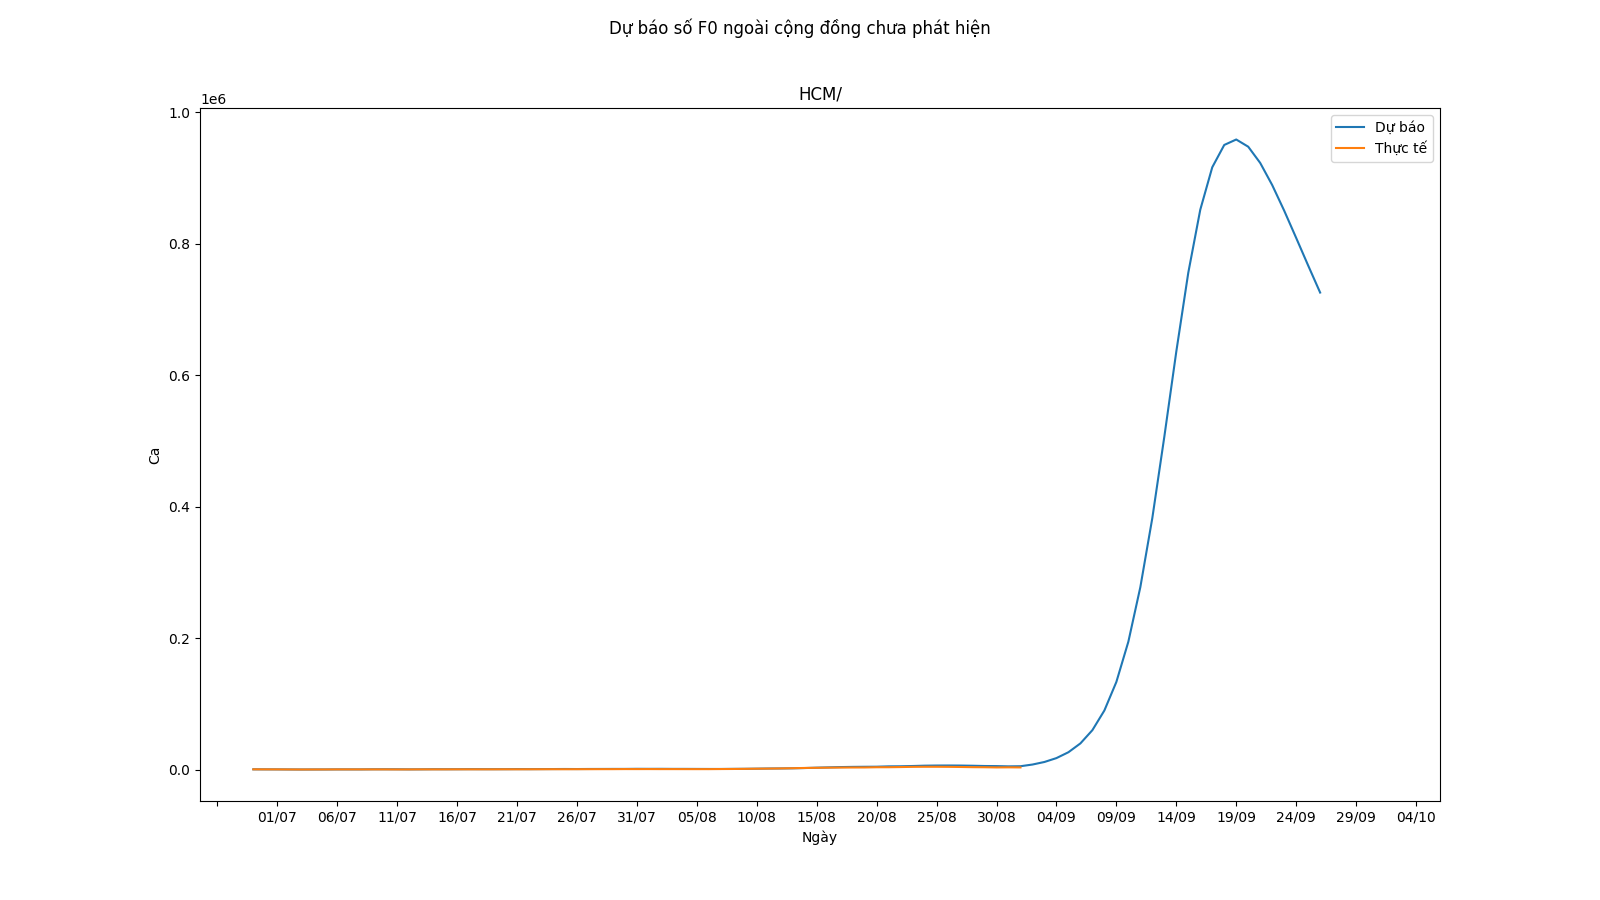 Dự báo số F0 ngoài cộng đồng chưa phát hiện
HCM/
1e6
1.0
0.8
0.6
0.4
0.2
0.0
Ca
Dự báo
Thực tế
01/07 06/07 11/07 16/07 21/07 26/07 31/07 05/08 10/08 15/08 20/08 25/08 30/08 04/09 09/09 14/09 19/09 24/09 29/09 04/10
Ngày